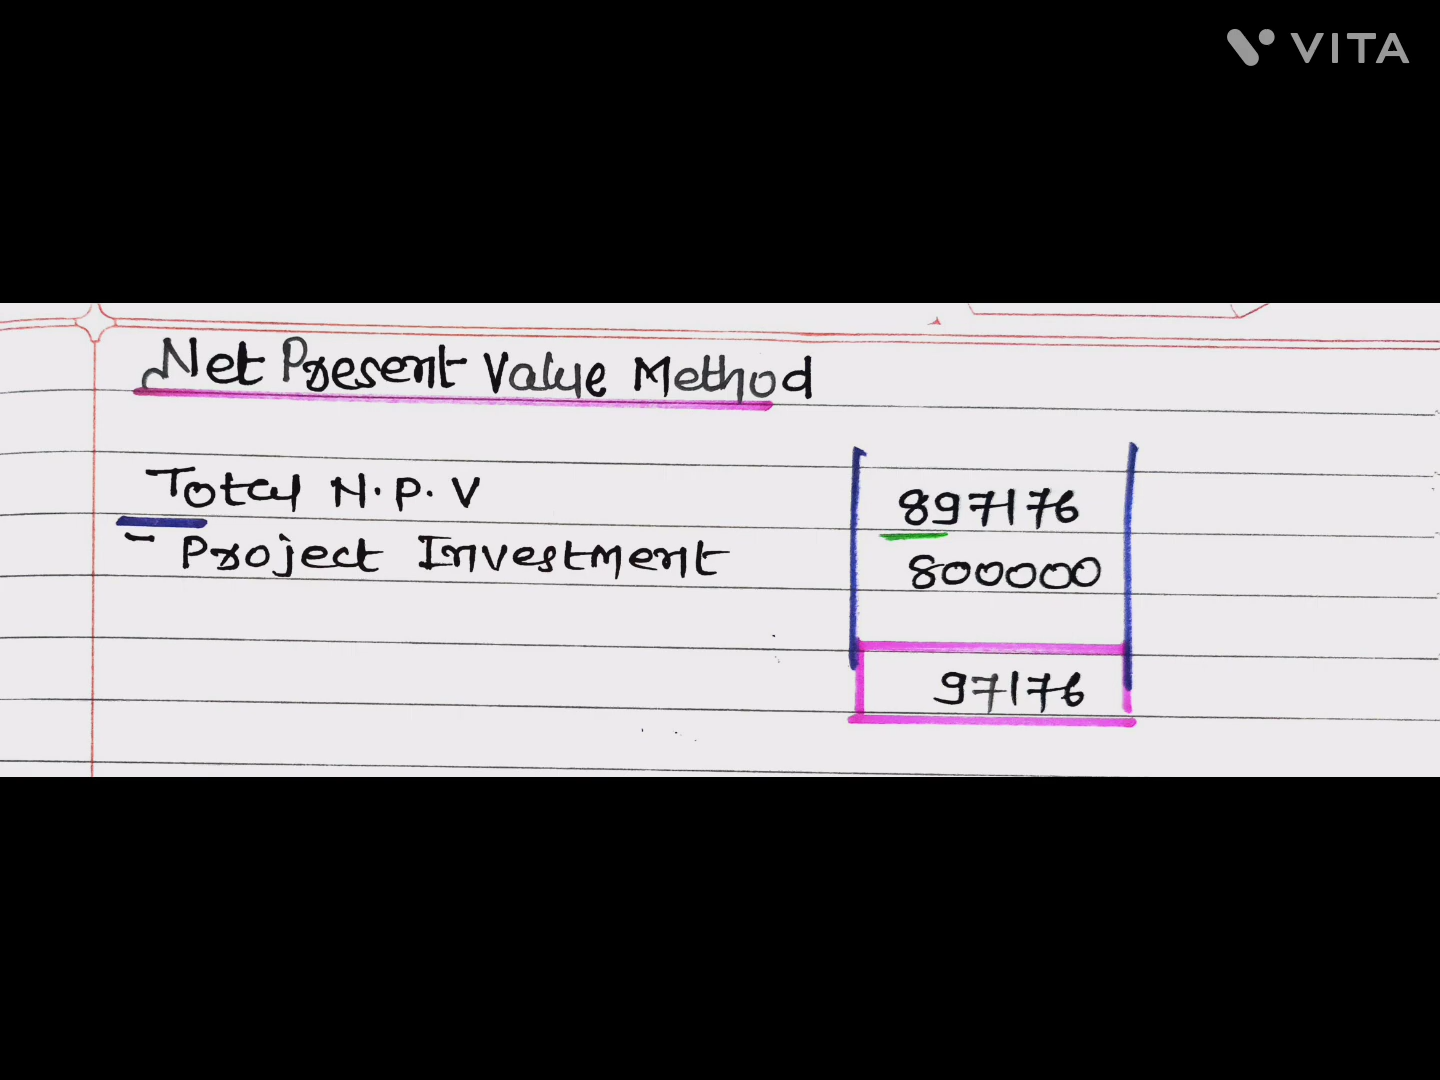 VITA
Net Present Value Method
Total N.P.V 897176
- Project Investment 800000
97176